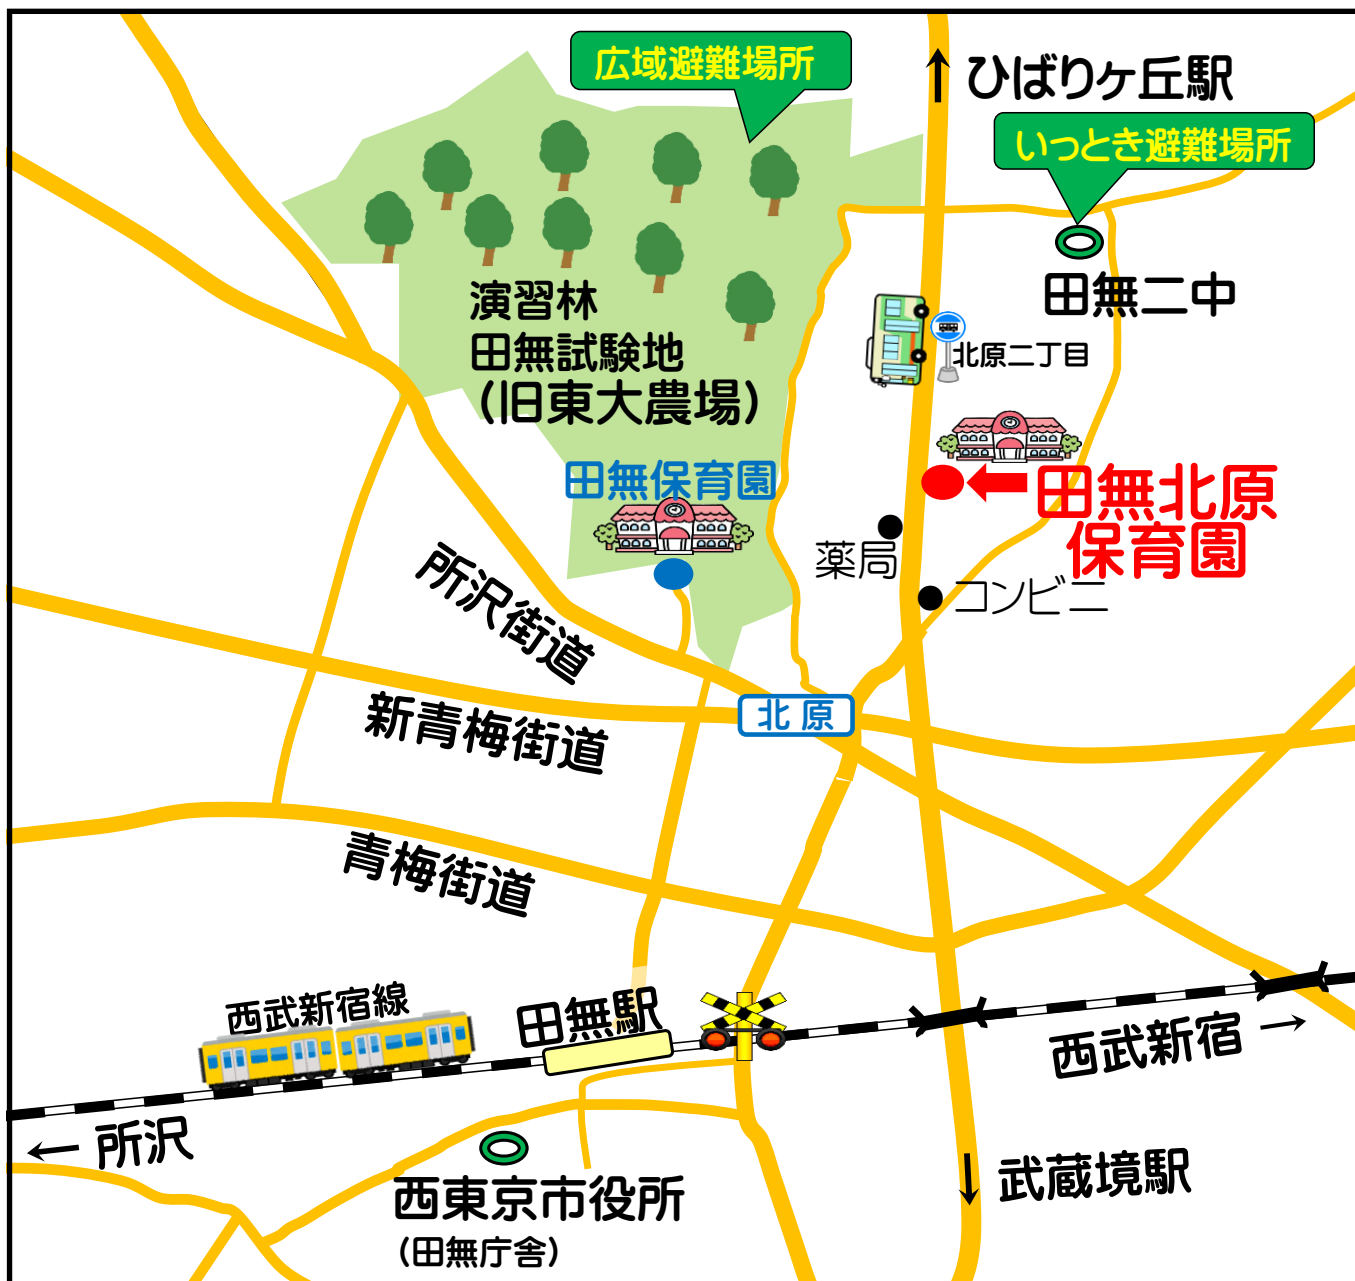 広域避難場所
ひばりヶ丘駅
いっとき避難場所
田無二中
演習林
田無試験地
（旧東大農場）
北原二丁目
田無保育園
田無北原
保育園
薬局
コンビニ
所沢街道
北原
新青梅街道
青梅街道
西武新宿線
田無駅
西武新宿→
←所沢
武蔵境駅
西東京市役所
（田無庁舎）